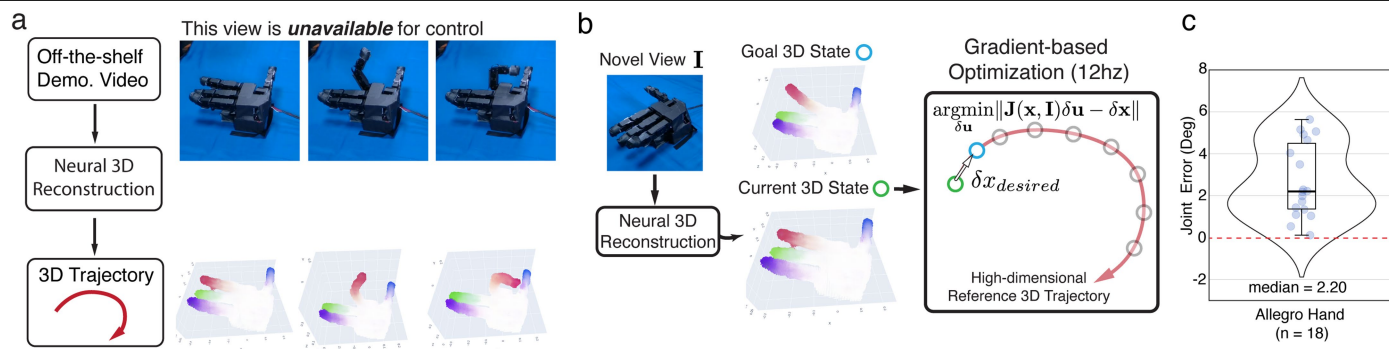 a
Off-the-shelf
Demo. Video
Neural 3D
Reconstruction
3D Trajectory
This view is unavailable for control
b
Novel View I
Neural 3D
Reconstruction
Goal 3D State
Current 3D State
Gradient-based
Optimization (12hz)
argmin‖J(x, I)δu − δx‖
δu
δx_desired
High-dimensional
Reference 3D Trajectory
c
Joint Error (Deg)
8
6
4
2
0
-2
median = 2.20
Allegro Hand
(n = 18)